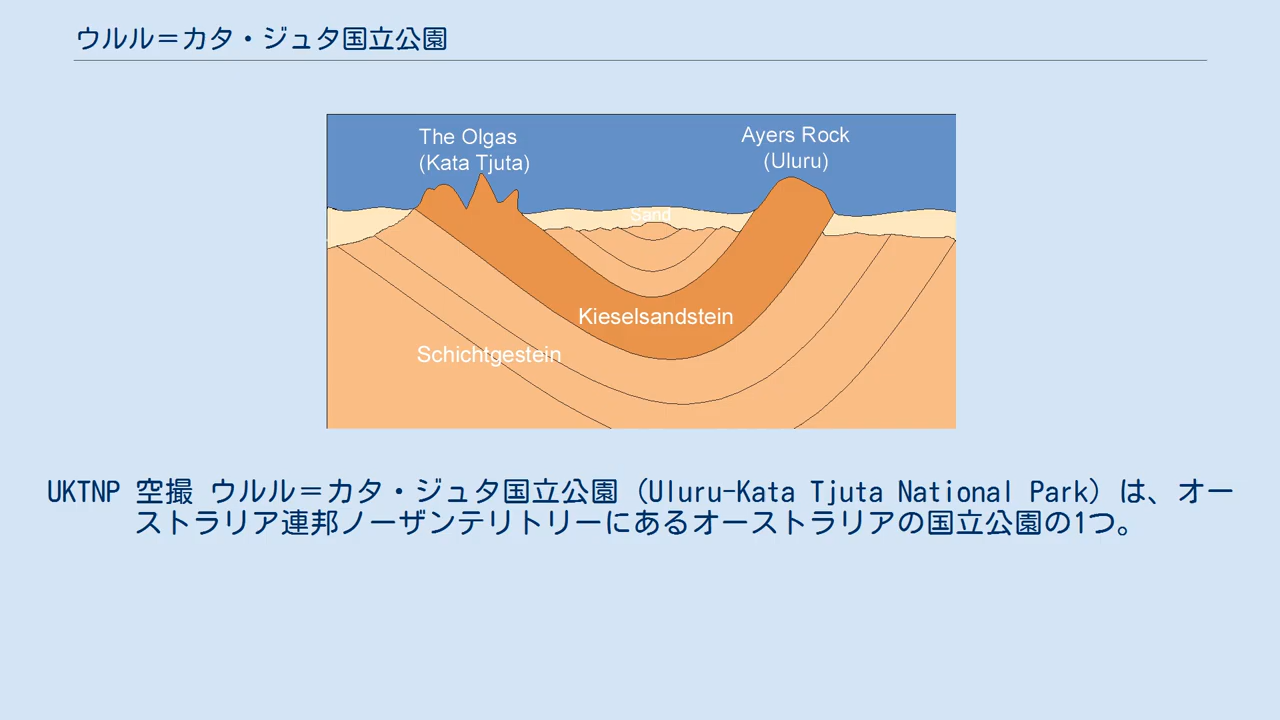 ウルル＝カタ・ジュタ国立公園
The Olgas
(Kata Tjuta)
Ayers Rock
(Uluru)
Sand
Kieselsandstein
Schichtgestein
UKTNP 空撮 ウルル＝カタ・ジュタ国立公園（Uluru-Kata Tjuta National Park）は、オー
ストラリア連邦ノーザンテリトリーにあるオーストラリアの国立公園の1つ。